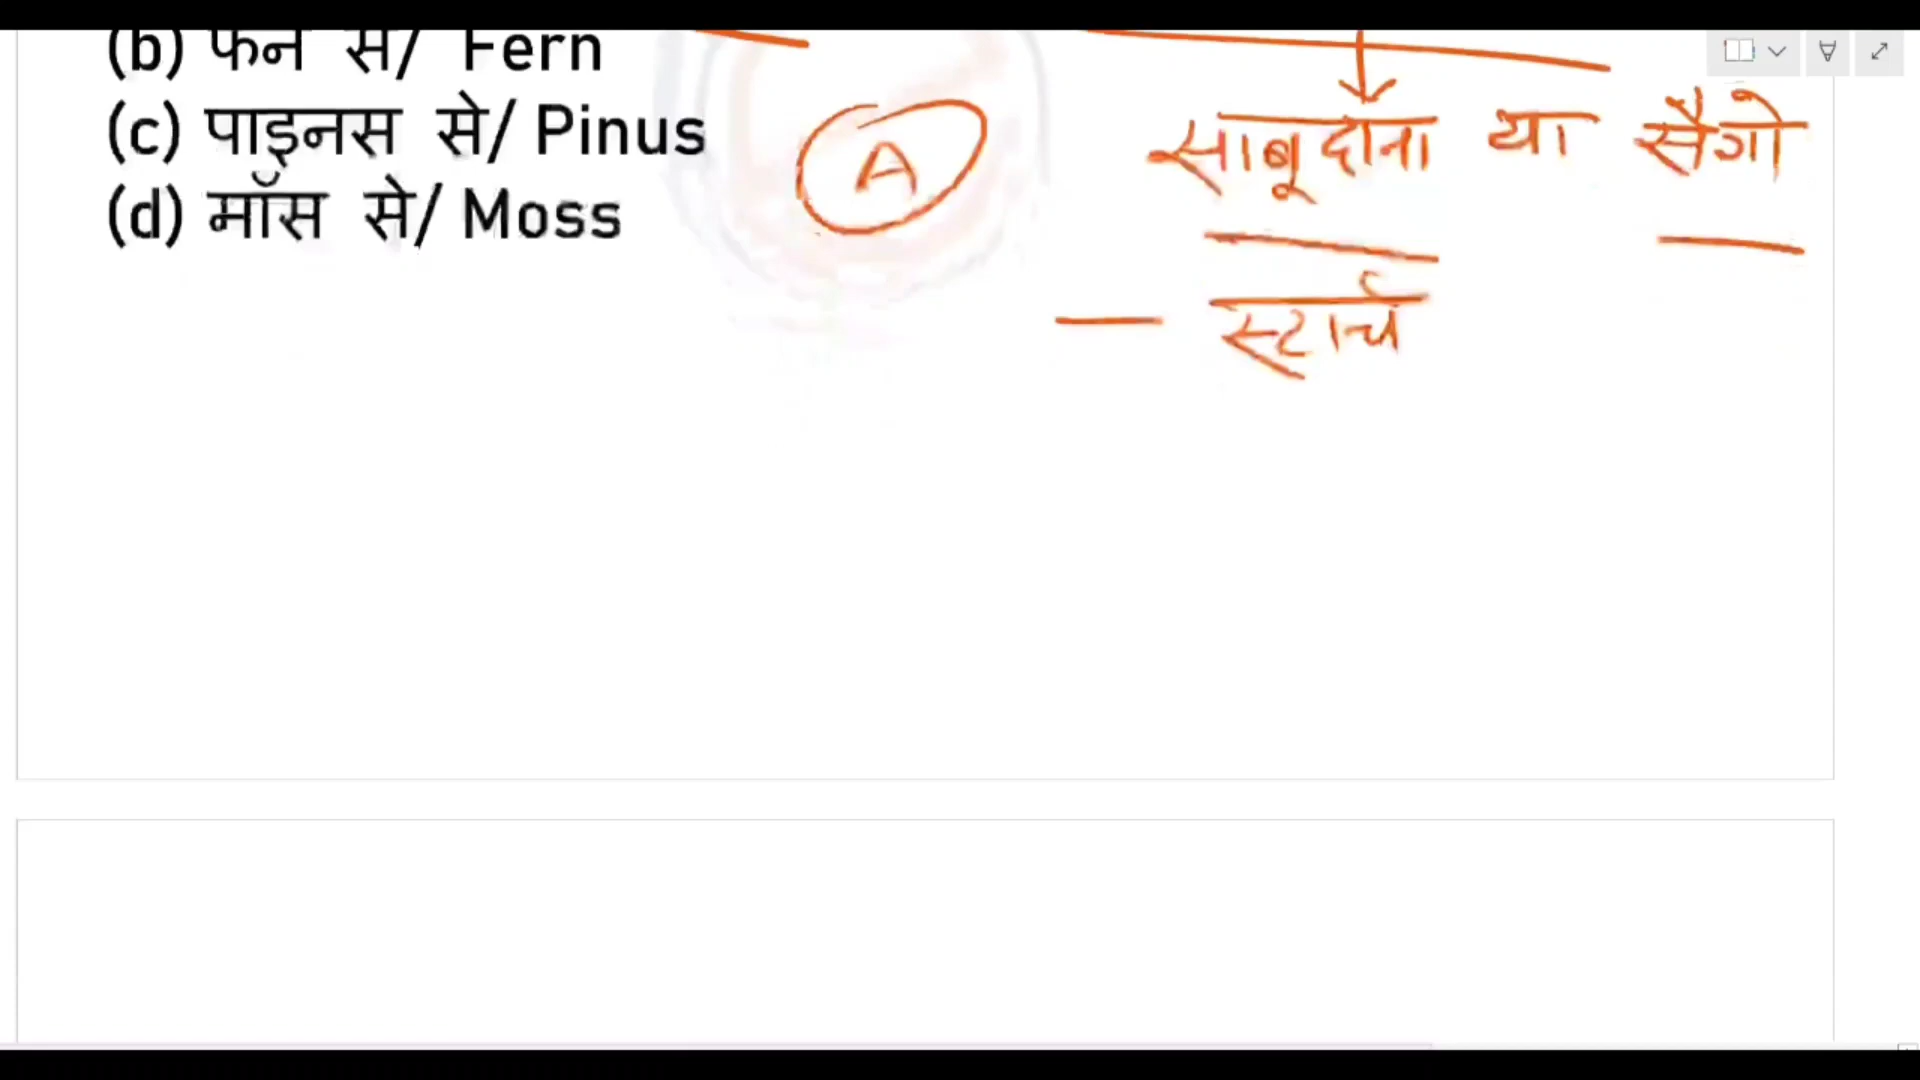 (b) फर्न से/ Fern
(c) पाइनस से/ Pinus
(d) मॉस से/ Moss
A
साबूदाना या सैगो
— स्टार्च